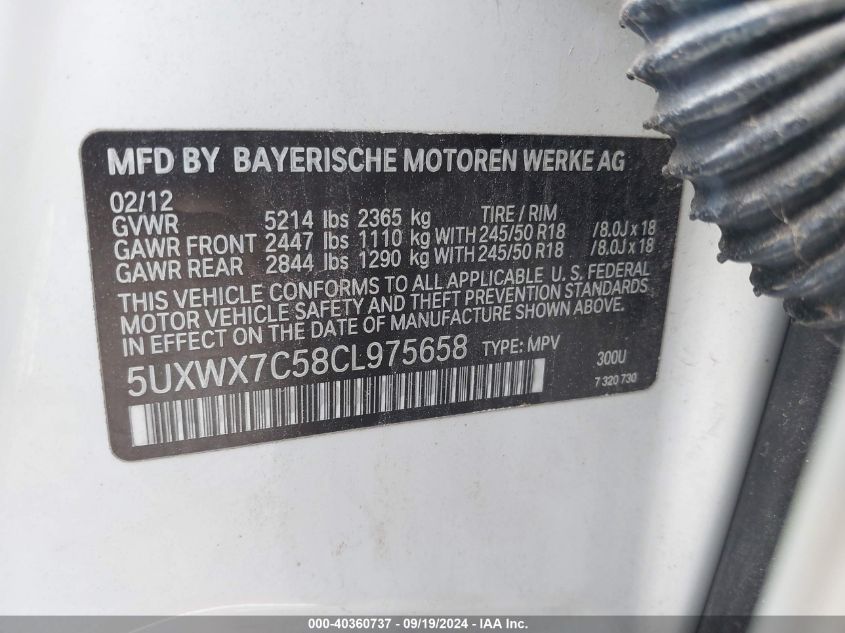 MFD BY BAYERISCHE MOTOREN WERKE AG
02/12
GVWR 5214 lbs 2365 kg TIRE / RIM
GAWR FRONT 2447 lbs 1110 kg WITH 245/50 R18 /8.0J x 18
GAWR REAR 2844 lbs 1290 kg WITH 245/50 R18 /8.0J x 18
THIS VEHICLE CONFORMS TO ALL APPLICABLE U.S. FEDERAL
MOTOR VEHICLE SAFETY AND THEFT PREVENTION STANDARDS
IN EFFECT ON THE DATE OF MANUFACTURE SHOWN ABOVE.
5UXWX7C58CL975658 TYPE: MPV 300U
7 320 730
000-40360737 - 09/19/2024 - IAA Inc.